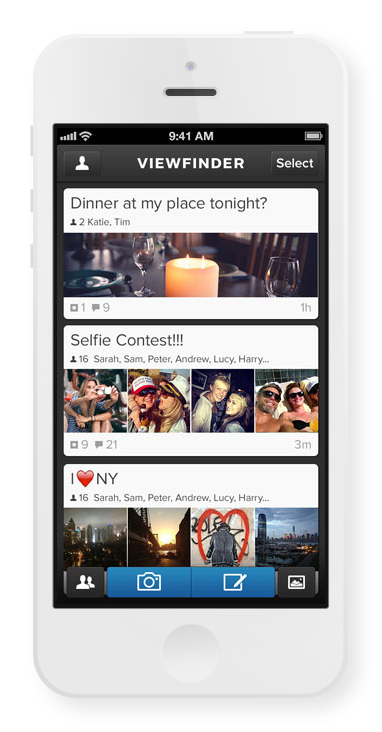 9:41 AM
VIEWFINDER
Select
Dinner at my place tonight?
2 Katie, Tim
1 9 1h
Selfie Contest!!!
16 Sarah, Sam, Peter, Andrew, Lucy, Harry...
9 21 3m
I❤️NY
16 Sarah, Sam, Peter, Andrew, Lucy, Harry...